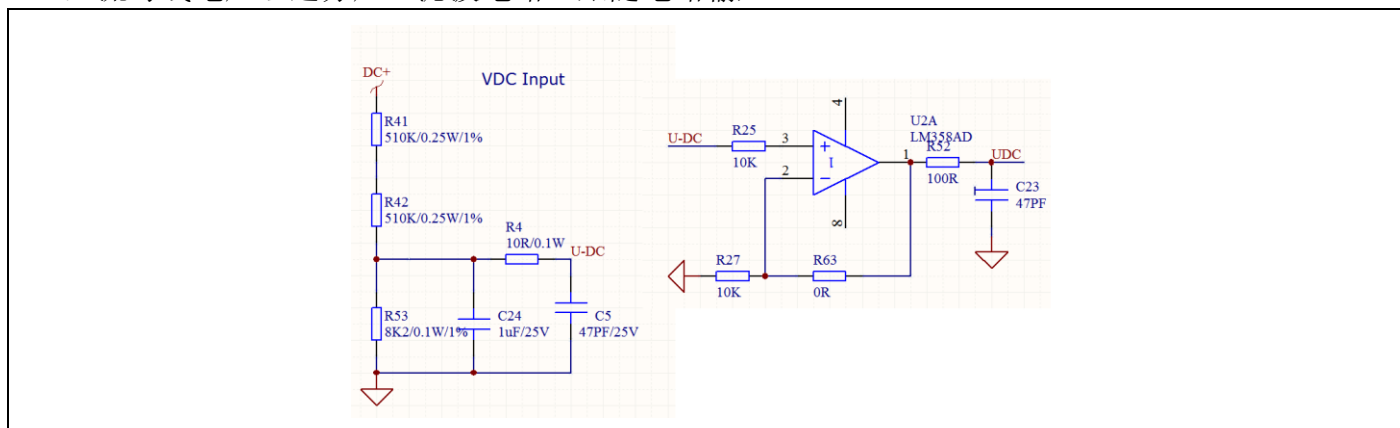 VDC Input
DC+
R41
510K/0.25W/1%
R42
510K/0.25W/1%
R4
10R/0.1W
U-DC
R53
8K2/0.1W/1%
C24
1uF/25V
C5
47PF/25V
U-DC
R25
10K
3
2
4
8
I
1
U2A
LM358AD
R52
100R
UDC
C23
47PF
R27
10K
R63
0R